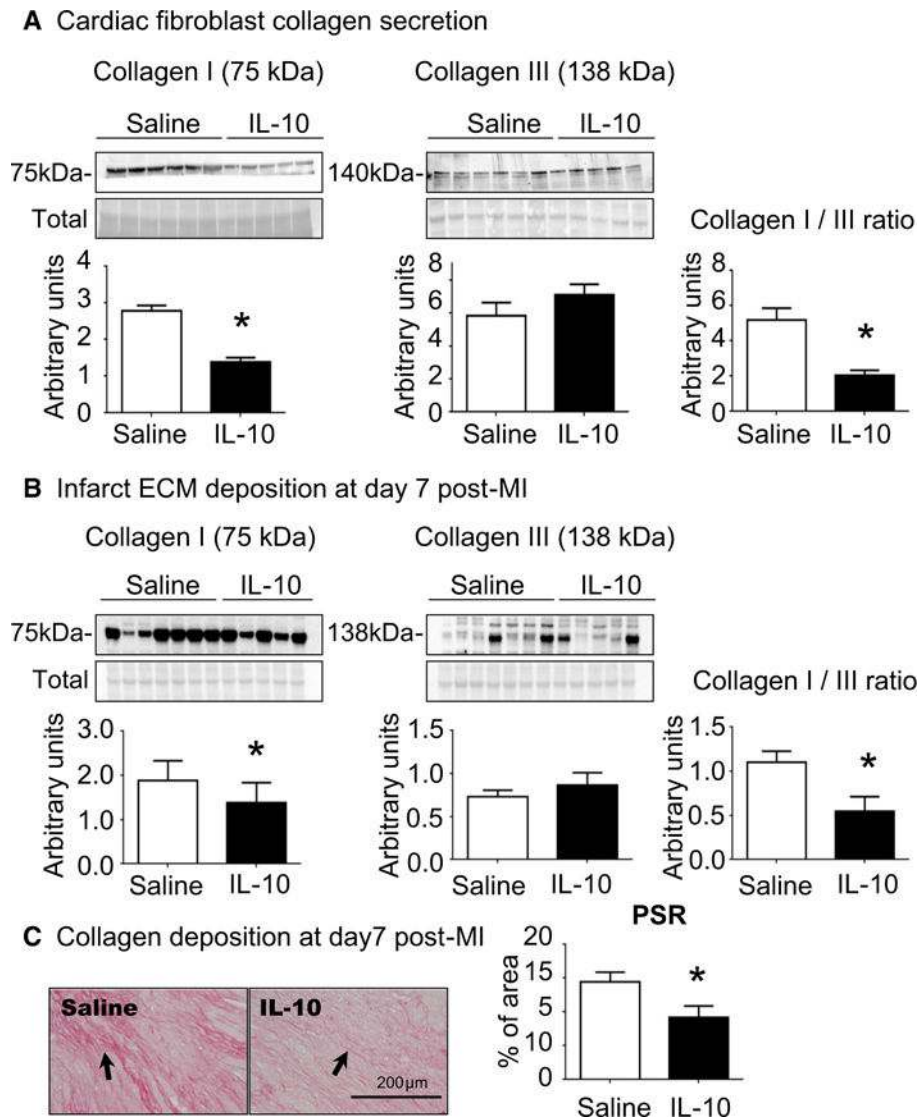 A Cardiac fibroblast collagen secretion
Collagen I (75 kDa)
Saline IL-10
75kDa-
Total
Arbitrary units
4
3
2
1
0
Saline IL-10
*
Collagen III (138 kDa)
Saline IL-10
140kDa-
Total
Arbitrary units
8
6
4
2
0
Saline IL-10
Collagen I / III ratio
Arbitrary units
8
6
4
2
0
Saline IL-10
*
B Infarct ECM deposition at day 7 post-MI
Collagen I (75 kDa)
Saline IL-10
75kDa-
Total
Arbitrary units
3.0
2.0
1.0
0.0
Saline IL-10
*
Collagen III (138 kDa)
Saline IL-10
138kDa-
Total
Arbitrary units
1.5
1.0
0.5
0.0
Saline IL-10
Collagen I / III ratio
Arbitrary units
1.5
1.0
0.5
0.0
Saline IL-10
*
C Collagen deposition at day7 post-MI
Saline
IL-10
200µm
PSR
% of area
20
15
5
10
0
Saline IL-10
*